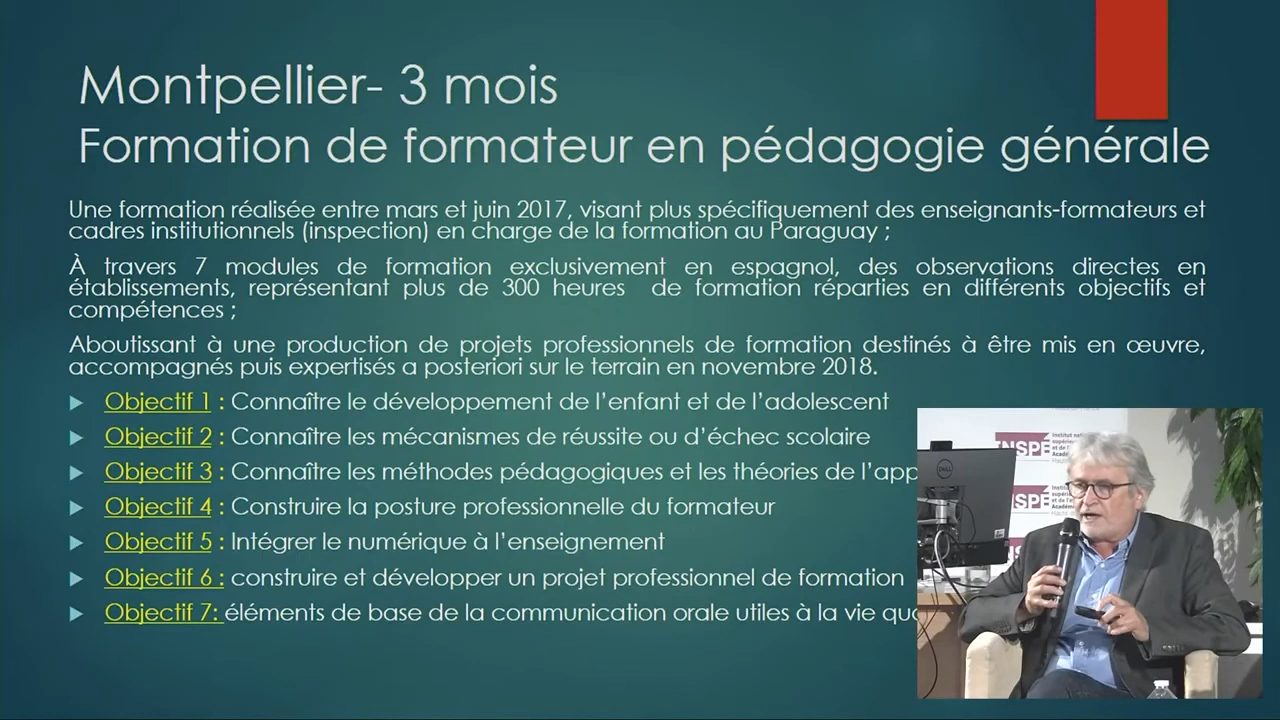 Montpellier- 3 mois
Formation de formateur en pédagogie générale
Une formation réalisée entre mars et juin 2017, visant plus spécifiquement des enseignants-formateurs et
cadres institutionnels (inspection) en charge de la formation au Paraguay ;
À travers 7 modules de formation exclusivement en espagnol, des observations directes en
établissements, représentant plus de 300 heures de formation réparties en différents objectifs et
compétences ;
Aboutissant à une production de projets professionnels de formation destinés à être mis en œuvre,
accompagnés puis expertisés a posteriori sur le terrain en novembre 2018.
Objectif 1 : Connaître le développement de l'enfant et de l'adolescent
Objectif 2 : Connaître les mécanismes de réussite ou d'échec scolaire
Objectif 3 : Connaître les méthodes pédagogiques et les théories de l'app
Objectif 4 : Construire la posture professionnelle du formateur
Objectif 5 : Intégrer le numérique à l'enseignement
Objectif 6 : construire et développer un projet professionnel de formation
Objectif 7: éléments de base de la communication orale utiles à la vie
INSPÉ
DELL